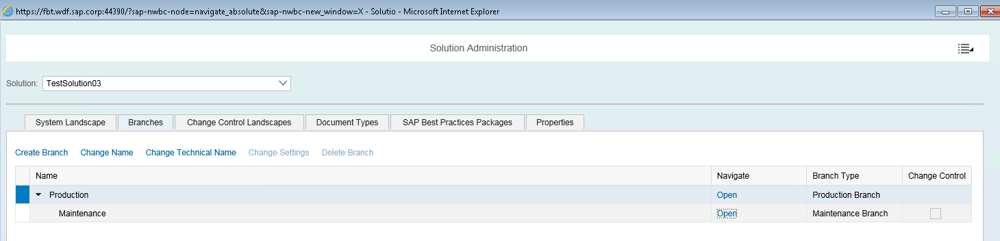 https://fbt.wdf.sap.corp:44390/?sap-nwbc-node=navigate_absolute&sap-nwbc-new_window=X - Solutio - Microsoft Internet Explorer
Solution Administration
Solution: TestSolution03
System Landscape Branches Change Control Landscapes Document Types SAP Best Practices Packages Properties
Create Branch Change Name Change Technical Name Change Settings Delete Branch
Name Navigate Branch Type Change Control
Production Open Production Branch
Maintenance Open Maintenance Branch